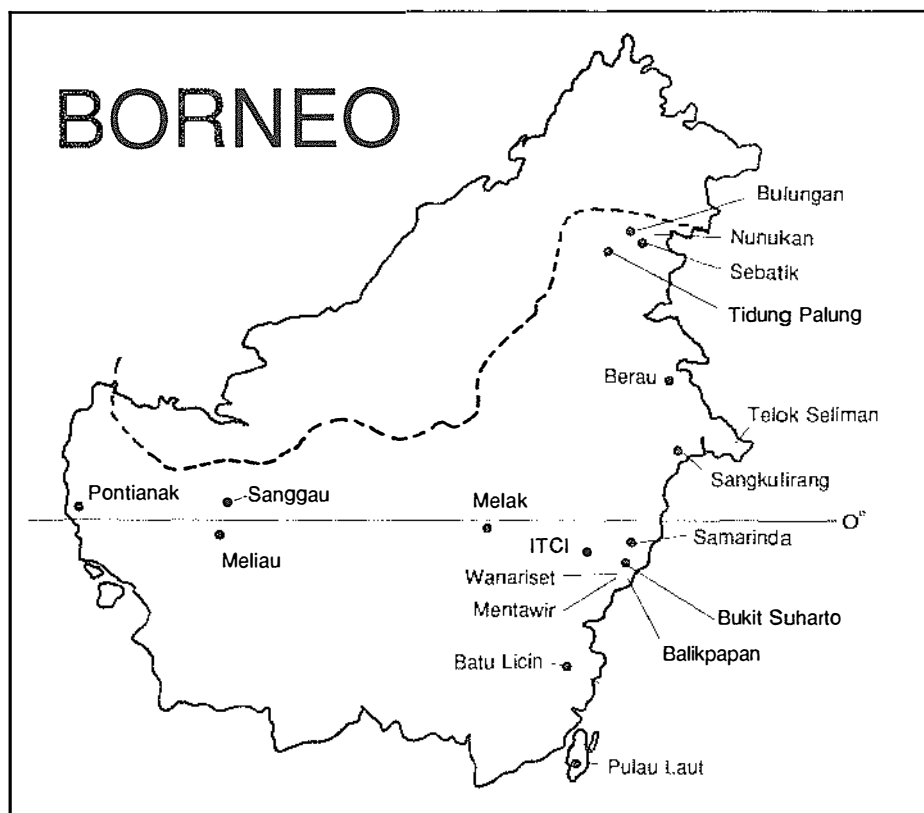 BORNEO
Bulungan
Nunukan
Sebatik
Tidung Palung
Berau
Telok Seliman
Sangkulirang
Pontianak
Sanggau
Melak
0°
Meliau
ITCI
Samarinda
Wanariset
Mentawir
Bukit Suharto
Balikpapan
Batu Licin
Pulau Laut